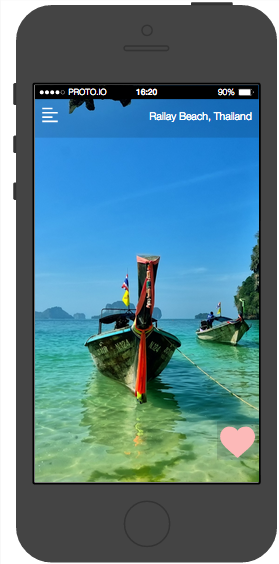 PROTO.IO 16:20 90%
Railay Beach, Thailand